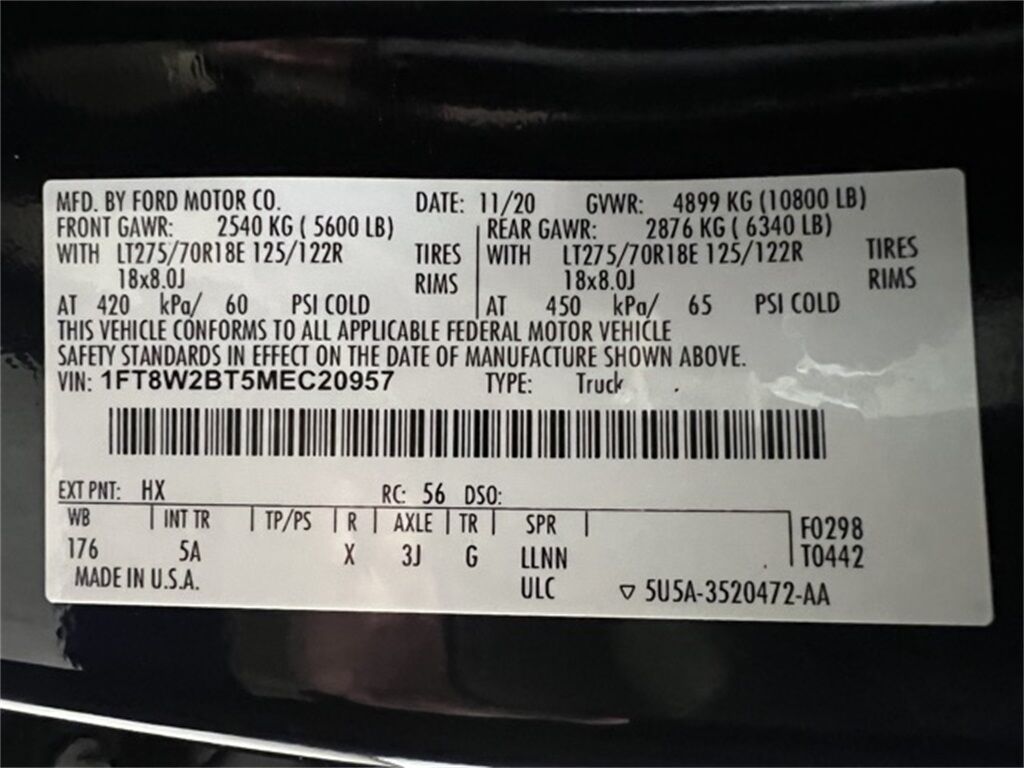 MFD. BY FORD MOTOR CO. DATE: 11/20 GVWR: 4899 KG (10800 LB)
FRONT GAWR: 2540 KG ( 5600 LB) REAR GAWR: 2876 KG ( 6340 LB)
WITH LT275/70R18E 125/122R TIRES WITH LT275/70R18E 125/122R TIRES
18x8.0J RIMS 18x8.0J RIMS
AT 420 kPa/ 60 PSI COLD AT 450 kPa/ 65 PSI COLD
THIS VEHICLE CONFORMS TO ALL APPLICABLE FEDERAL MOTOR VEHICLE
SAFETY STANDARDS IN EFFECT ON THE DATE OF MANUFACTURE SHOWN ABOVE.
VIN: 1FT8W2BT5MEC20957 TYPE: Truck
EXT PNT: HX RC: 56 DSO:
WB INT TR TP/PS R AXLE TR SPR F0298
176 5A X 3J G LLNN T0442
MADE IN U.S.A. ULC ▽ 5U5A-3520472-AA